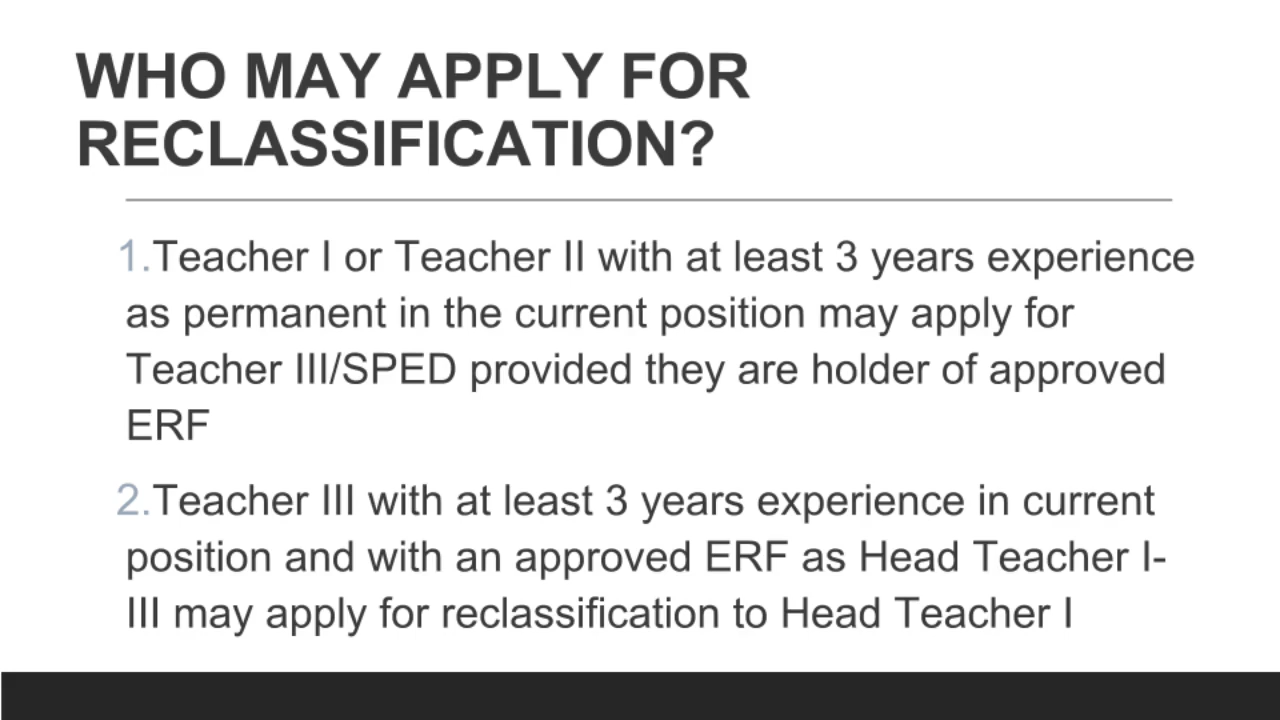 WHO MAY APPLY FOR
RECLASSIFICATION?
1.Teacher I or Teacher II with at least 3 years experience
as permanent in the current position may apply for
Teacher III/SPED provided they are holder of approved
ERF
2.Teacher III with at least 3 years experience in current
position and with an approved ERF as Head Teacher I-
III may apply for reclassification to Head Teacher I